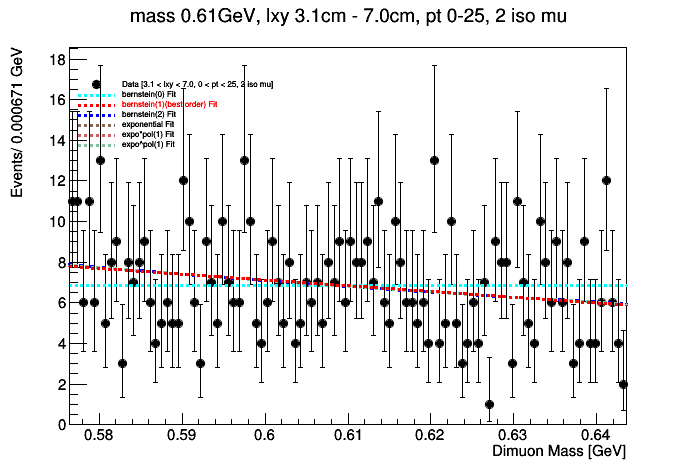 mass 0.61GeV, lxy 3.1cm - 7.0cm, pt 0-25, 2 iso mu
Events/ 0.000671 GeV
18
16
14
12
10
8
6
4
2
0
Data [3.1 < lxy < 7.0, 0 < pt < 25, 2 iso mu]
bernstein(0) Fit
bernstein(1)(best order) Fit
bernstein(2) Fit
exponential Fit
expo*pol(1) Fit
expo^pol(1) Fit
0.58 0.59 0.6 0.61 0.62 0.63 0.64
Dimuon Mass [GeV]